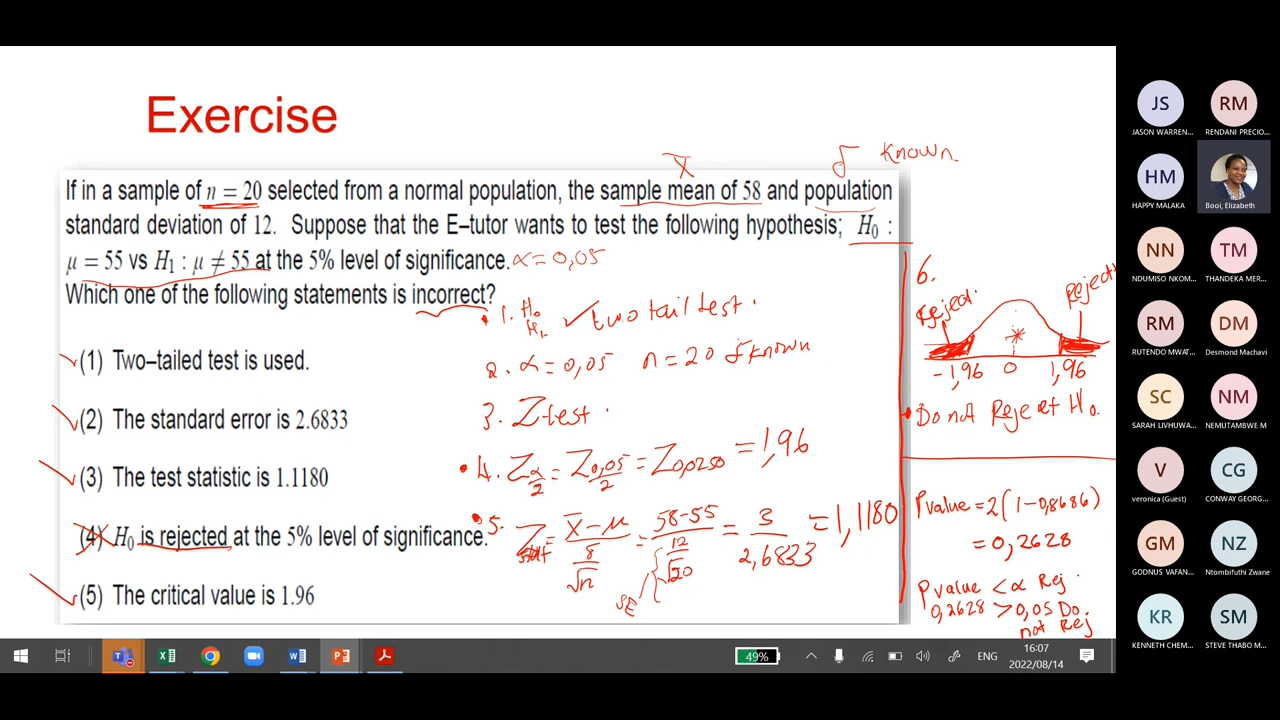 Exercise
X̄
δ known.
If in a sample of n = 20 selected from a normal population, the sample mean of 58 and population
standard deviation of 12. Suppose that the E–tutor wants to test the following hypothesis; H₀ :
μ = 55 vs H₁ : μ ≠ 55 at the 5% level of significance. α = 0,05
Which one of the following statements is incorrect?
(1) Two–tailed test is used.
(2) The standard error is 2.6833
(3) The test statistic is 1.1180
(4) H₀ is rejected at the 5% level of significance.
(5) The critical value is 1.96
1. H₀ ✓ two tail test.
H₁
2. α = 0,05 n = 20 δ known
3. Z test.
4. Zα/2 = Z0,05/2 = Z0,0250 = 1,96
5. Zstat = X̄ − μ / δ/√n = 58 − 55 / 12/√20 = 3 / 2,6833 = 1,1180
SE
6.
Reject. Reject
-1,96 0 1,96
Do not Reject H₀.
Pvalue = 2(1 − 0,8686)
= 0,2628
Pvalue < α Rej.
0,2628 > 0,05 Do
not Rej
JS RM
JASON WARREN... RENDANI PRECIO...
HM
HAPPY MALAKA Booi, Elizabeth
NN TM
NDUMISO NKOM... THANDEKA MER...
RM DM
RUTENDO MWAT... Desmond Machavi
SC NM
SARAH LIVHUWA... NEMUTAMBWE M...
V CG
veronica (Guest) CONWAY GEORG...
GM NZ
GODNUS VAFAN... Ntombifuthi Zwane
KR SM
KENNETH CHEM... STEVE THABO M...
49% ENG 16:07
2022/08/14